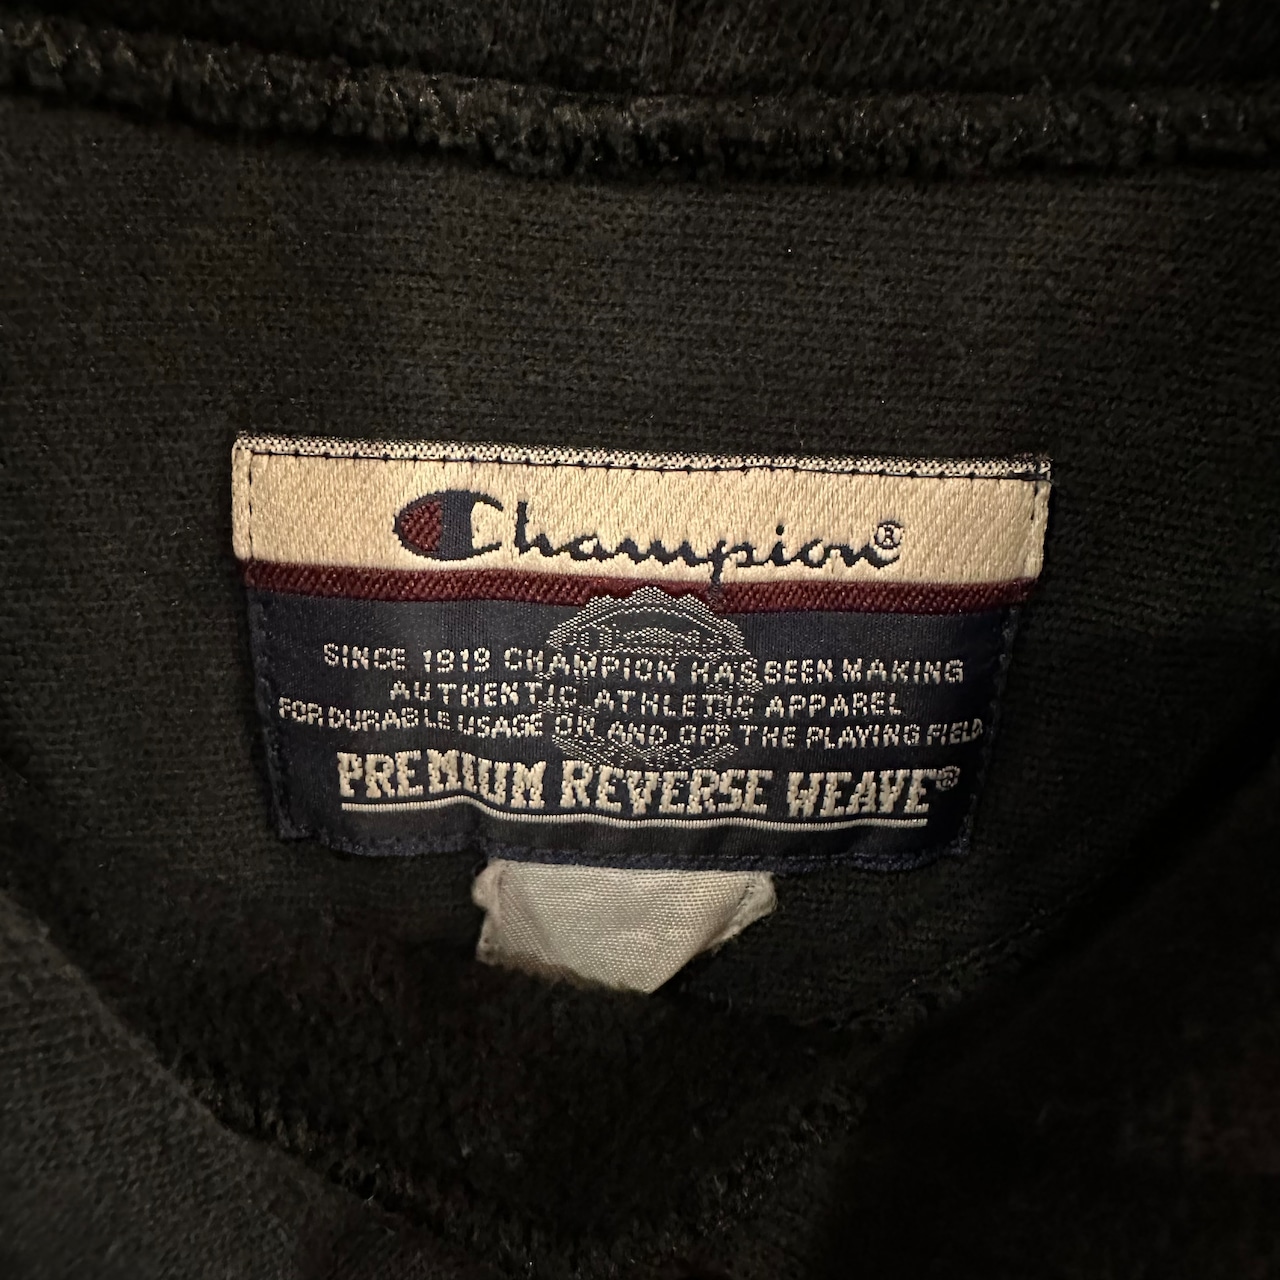 Champion®
SINCE 1919 CHAMPION HAS BEEN MAKING
AUTHENTIC ATHLETIC APPAREL
FOR DURABLE USAGE ON AND OFF THE PLAYING FIELD
PREMIUM REVERSE WEAVE®